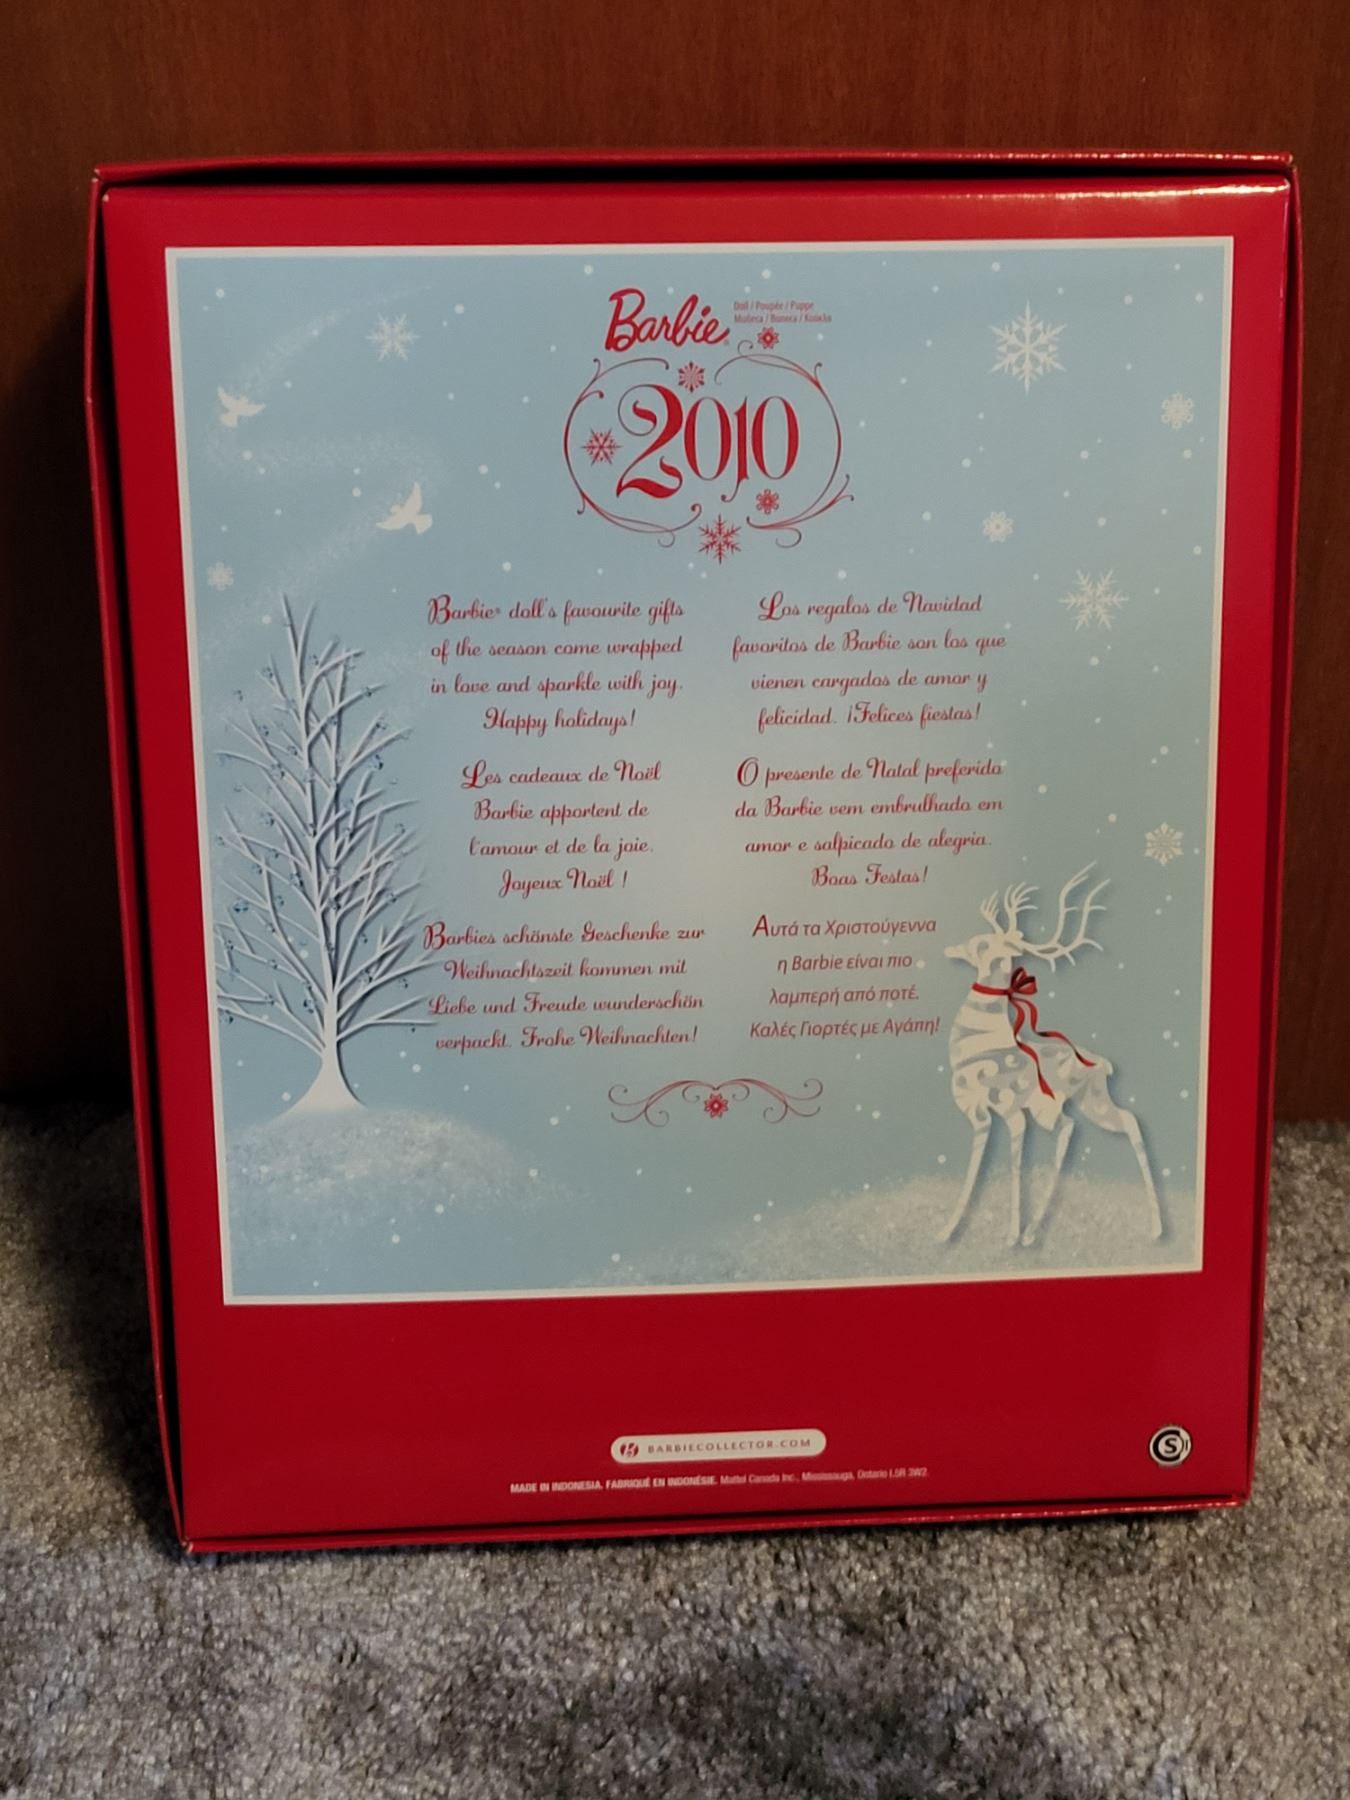 Barbie®
Doll / Poupée / Puppe
Muñeca / Boneca / Κούκλα
2010
Barbie® doll's favourite gifts
of the season come wrapped
in love and sparkle with joy.
Happy holidays!
Les cadeaux de Noël
Barbie apportent de
l'amour et de la joie.
Joyeux Noël !
Barbies schönste Geschenke zur
Weihnachtszeit kommen mit
Liebe und Freude wunderschön
verpackt. Frohe Weihnachten!
Los regalos de Navidad
favoritos de Barbie son los que
vienen cargados de amor y
felicidad. ¡Felices fiestas!
O presente de Natal preferido
da Barbie vem embrulhado em
amor e salpicado de alegria.
Boas Festas!
Αυτά τα Χριστούγεννα
η Barbie είναι πιο
λαμπερή από ποτέ.
Καλές Γιορτές με Αγάπη!
B BARBIECOLLECTOR.COM
MADE IN INDONESIA. FABRIQUÉ EN INDONÉSIE. Mattel Canada Inc., Mississauga, Ontario L5R 3W2.